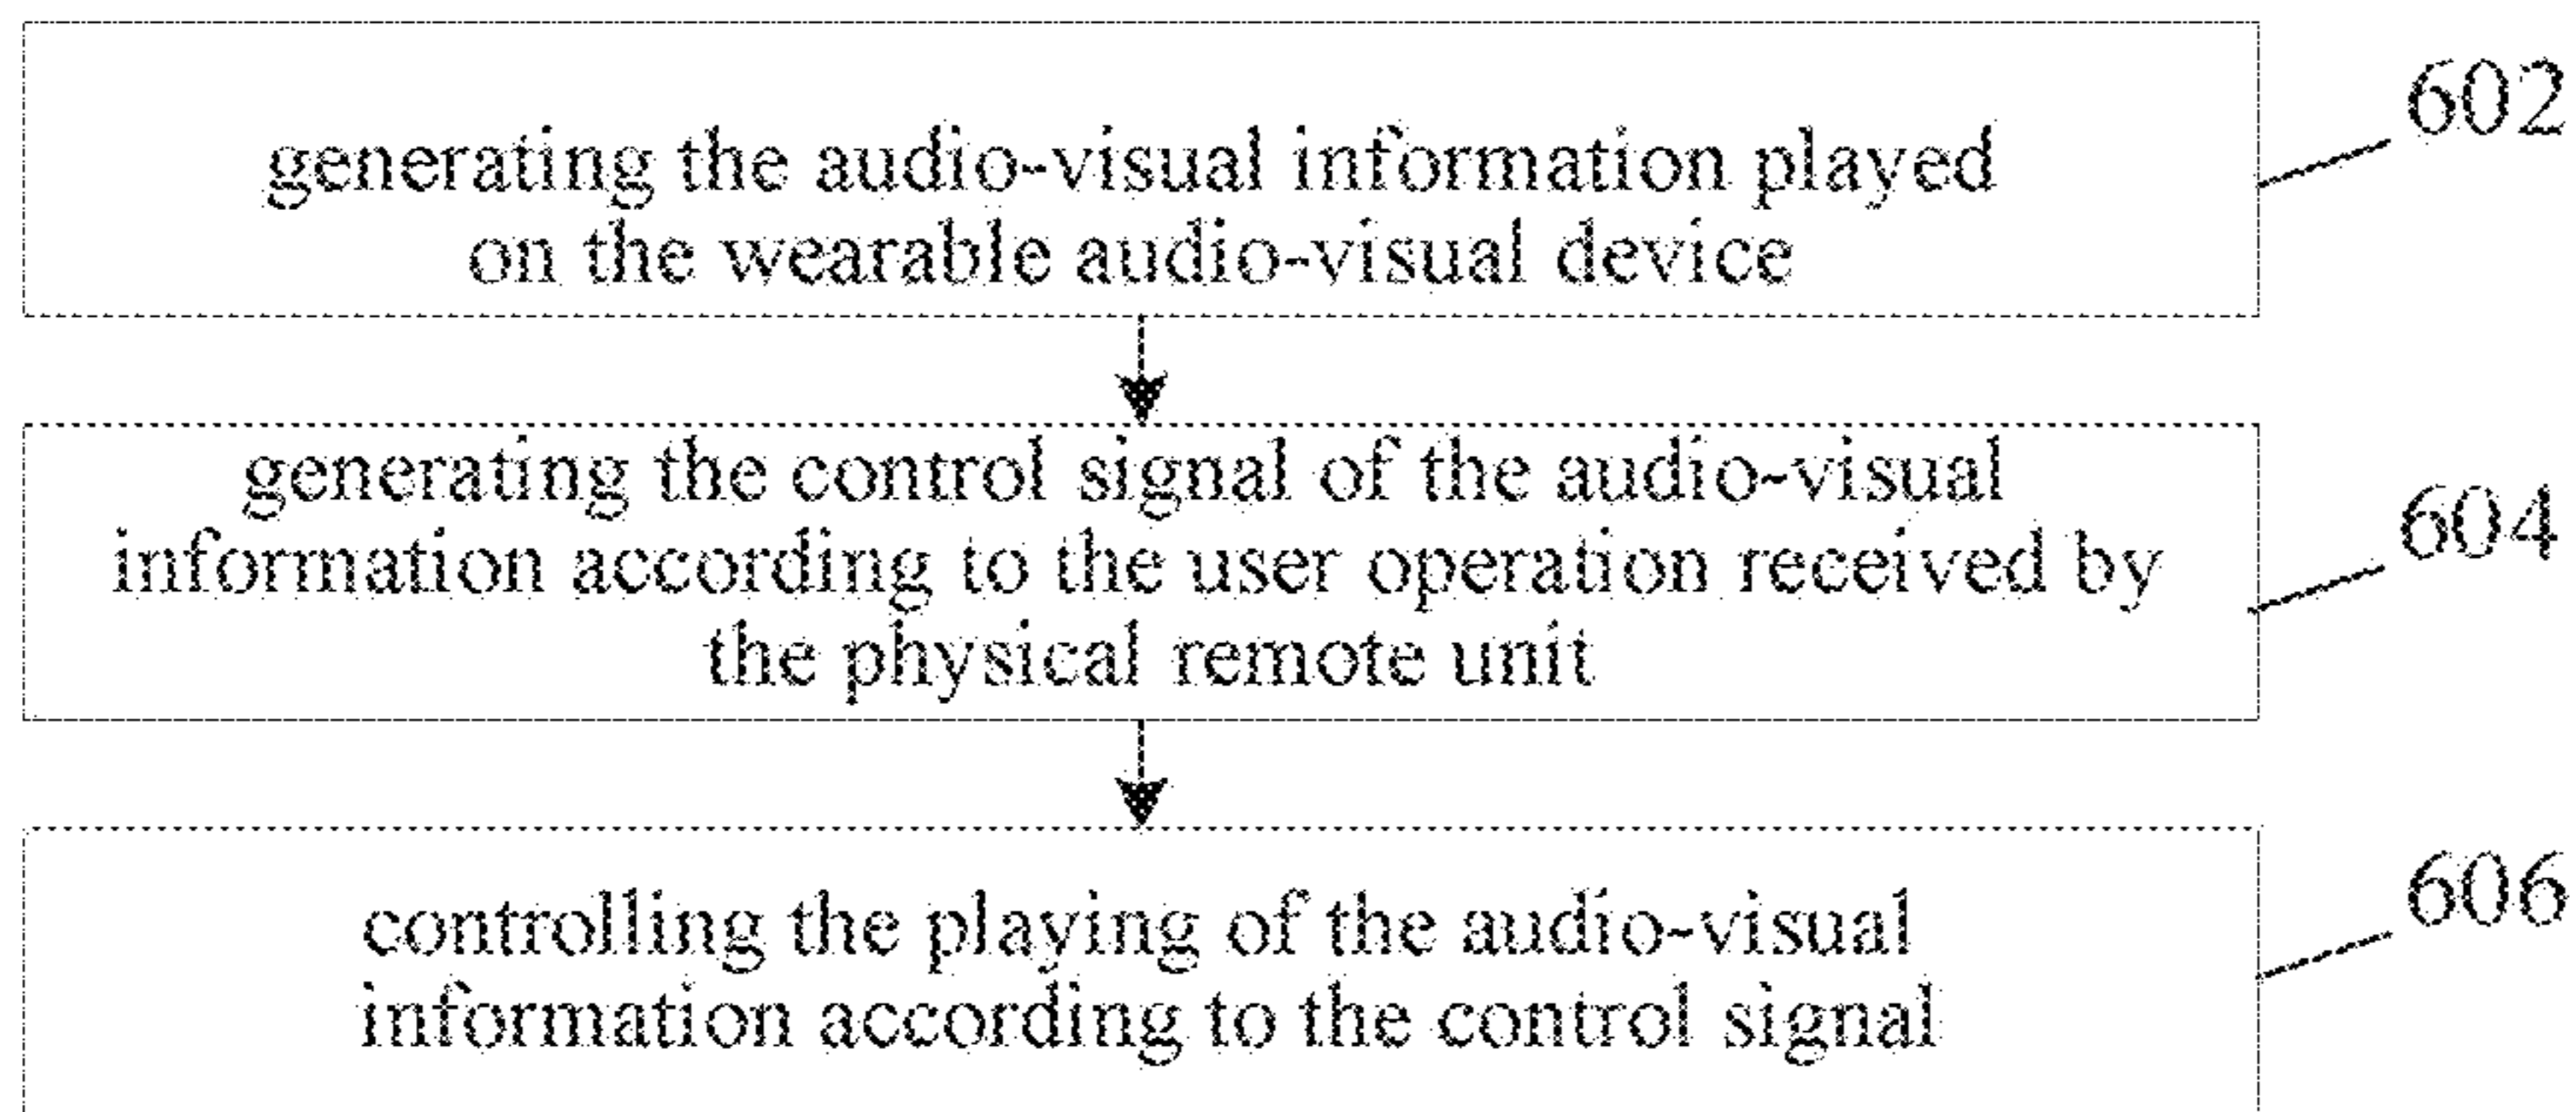 602
generating the audio-visual information played
on the wearable audio-visual device
generating the control signal of the audio-visual
information according to the user operation received by
the physical remote unit
604
controlling the playing of the audio-visual
information according to the control signal
606